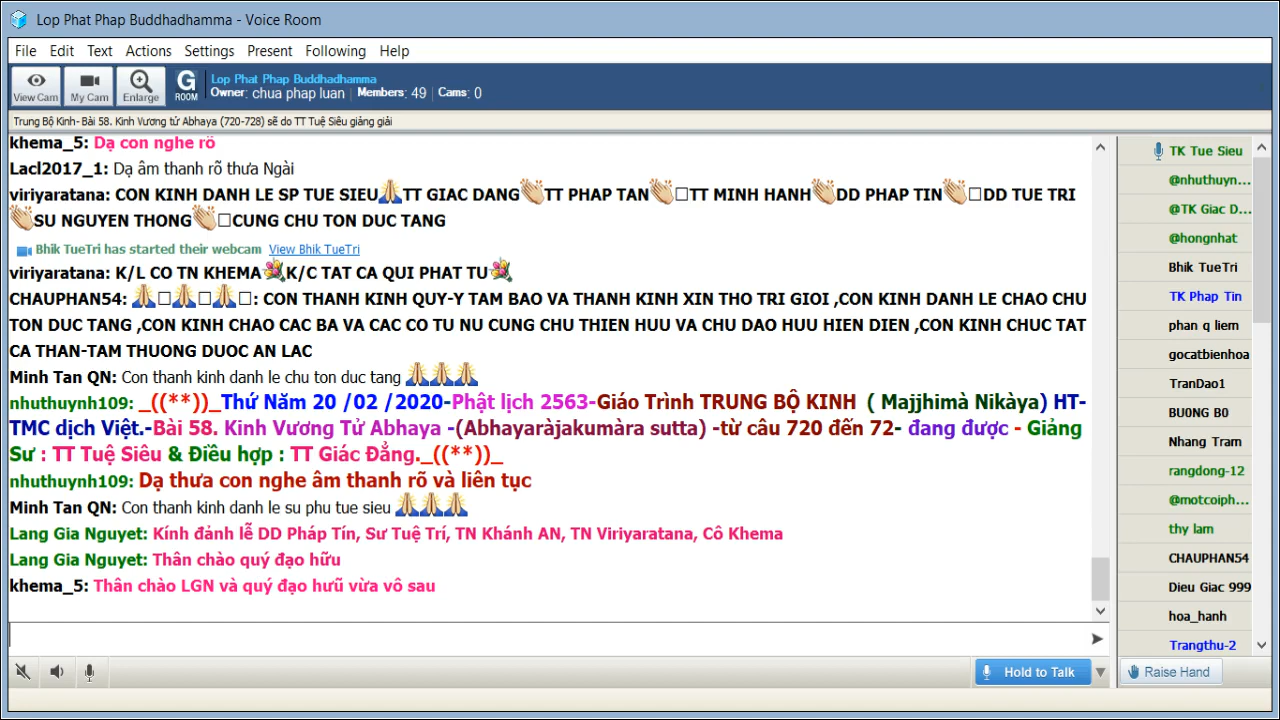 Lop Phat Phap Buddhadhamma - Voice Room
File Edit Text Actions Settings Present Following Help
View Cam My Cam Enlarge G ROOM
Lop Phat Phap Buddhadhamma
Owner: chua phap luan Members: 49 Cams: 0
Trung Bộ Kinh- Bài 58. Kinh Vương tử Abhaya (720-728) sẽ do TT Tuệ Siêu giảng giải
khema_5: Dạ con nghe rõ
Lacl2017_1: Dạ âm thanh rõ thưa Ngài
viriyaratana: CON KINH DANH LE SP TUE SIEU🙏TT GIAC DANG👏TT PHAP TAN👏□TT MINH HANH👏DD PHAP TIN👏□DD TUE TRI
👏SU NGUYEN THONG👏□CUNG CHU TON DUC TANG
Bhik TueTri has started their webcam View Bhik TueTri
viriyaratana: K/L CO TN KHEMA💐K/C TAT CA QUI PHAT TU💐
CHAUPHAN54: 🙏□🙏□🙏□: CON THANH KINH QUY-Y TAM BAO VA THANH KINH XIN THO TRI GIOI ,CON KINH DANH LE CHAO CHU
TON DUC TANG ,CON KINH CHAO CAC BA VA CAC CO TU NU CUNG CHU THIEN HUU VA CHU DAO HUU HIEN DIEN ,CON KINH CHUC TAT
CA THAN-TAM THUONG DUOC AN LAC
Minh Tan QN: Con thanh kinh danh le chu ton duc tang 🙏🙏🙏
nhuthuynh109: _((**))_Thứ Năm 20 /02 /2020-Phật lịch 2563-Giáo Trình TRUNG BỘ KINH ( Majjhimà Nikàya) HT-
TMC dịch Việt.-Bài 58. Kinh Vương Tử Abhaya -(Abhayaràjakumàra sutta) -từ câu 720 đến 72- đang được - Giảng
Sư : TT Tuệ Siêu & Điều hợp : TT Giác Đẳng._((**))_
nhuthuynh109: Dạ thưa con nghe âm thanh rõ và liên tục
Minh Tan QN: Con thanh kinh danh le su phu tue sieu 🙏🙏🙏
Lang Gia Nguyet: Kính đảnh lễ DD Pháp Tín, Sư Tuệ Trí, TN Khánh AN, TN Viriyaratana, Cô Khema
Lang Gia Nguyet: Thân chào quý đạo hữu
khema_5: Thân chào LGN và quý đạo hưũ vừa vô sau
Hold to Talk
TK Tue Sieu
@nhuthuyn...
@TK Giac D...
@hongnhat
Bhik TueTri
TK Phap Tin
phan q liem
gocatbienhoa
TranDao1
BU0NG B0
Nhang Tram
rangdong-12
@motcoiph...
thy lam
CHAUPHAN54
Dieu Giac 999
hoa_hanh
Trangthu-2
Raise Hand